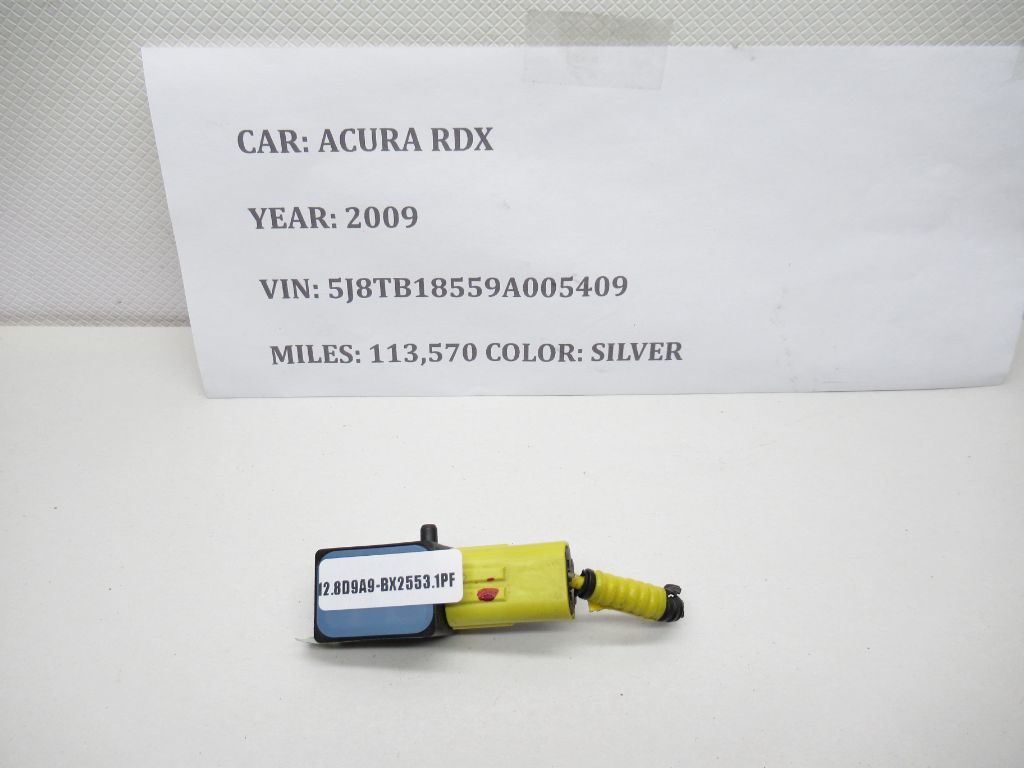 CAR: ACURA RDX
YEAR: 2009
VIN: 5J8TB18559A005409
MILES: 113,570 COLOR: SILVER
12.8D9A9-BX2553.1PF